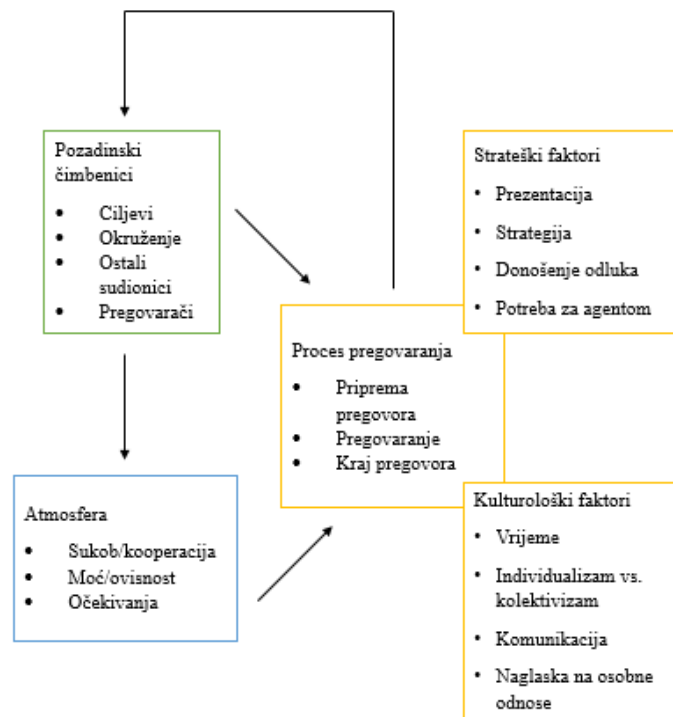 Pozadinski
čimbenici
• Ciljevi
• Okruženje
• Ostali
sudionici
• Pregovarači
Atmosfera
• Sukob/kooperacija
• Moć/ovisnost
• Očekivanja
Proces pregovaranja
• Priprema
pregovora
• Pregovaranje
• Kraj pregovora
Strateški faktori
• Prezentacija
• Strategija
• Donošenje odluka
• Potreba za agentom
Kulturološki faktori
• Vrijeme
• Individualizam vs.
kolektivizam
• Komunikacija
• Naglaska na osobne
odnose